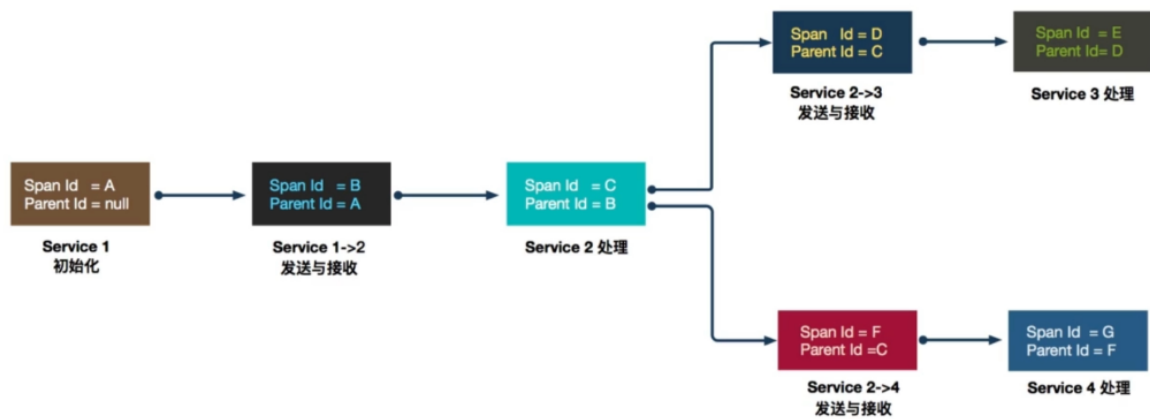 Span Id = D
Parent Id = C
Service 2->3
发送与接收
Span Id = E
Parent Id= D
Service 3 处理
Span Id = A
Parent Id = null
Service 1
初始化
Span Id = B
Parent Id = A
Service 1->2
发送与接收
Span Id = C
Parent Id = B
Service 2 处理
Span Id = F
Parent Id =C
Service 2->4
发送与接收
Span Id = G
Parent Id = F
Service 4 处理